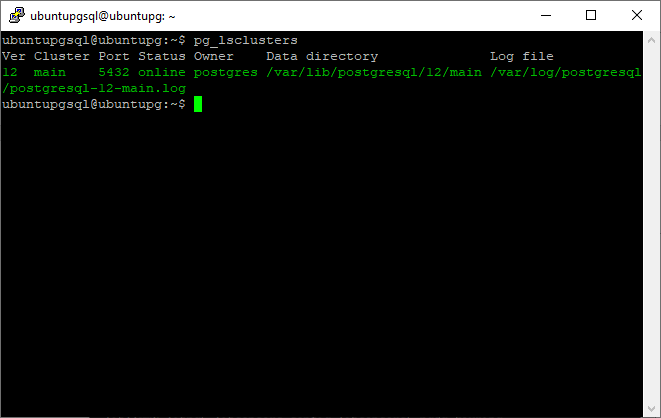 ubuntupgsql@ubuntupg: ~
ubuntupgsql@ubuntupg:~$ pg_lsclusters
Ver Cluster Port Status Owner    Data directory              Log file
12  main    5432 online postgres /var/lib/postgresql/12/main /var/log/postgresql
/postgresql-12-main.log
ubuntupgsql@ubuntupg:~$